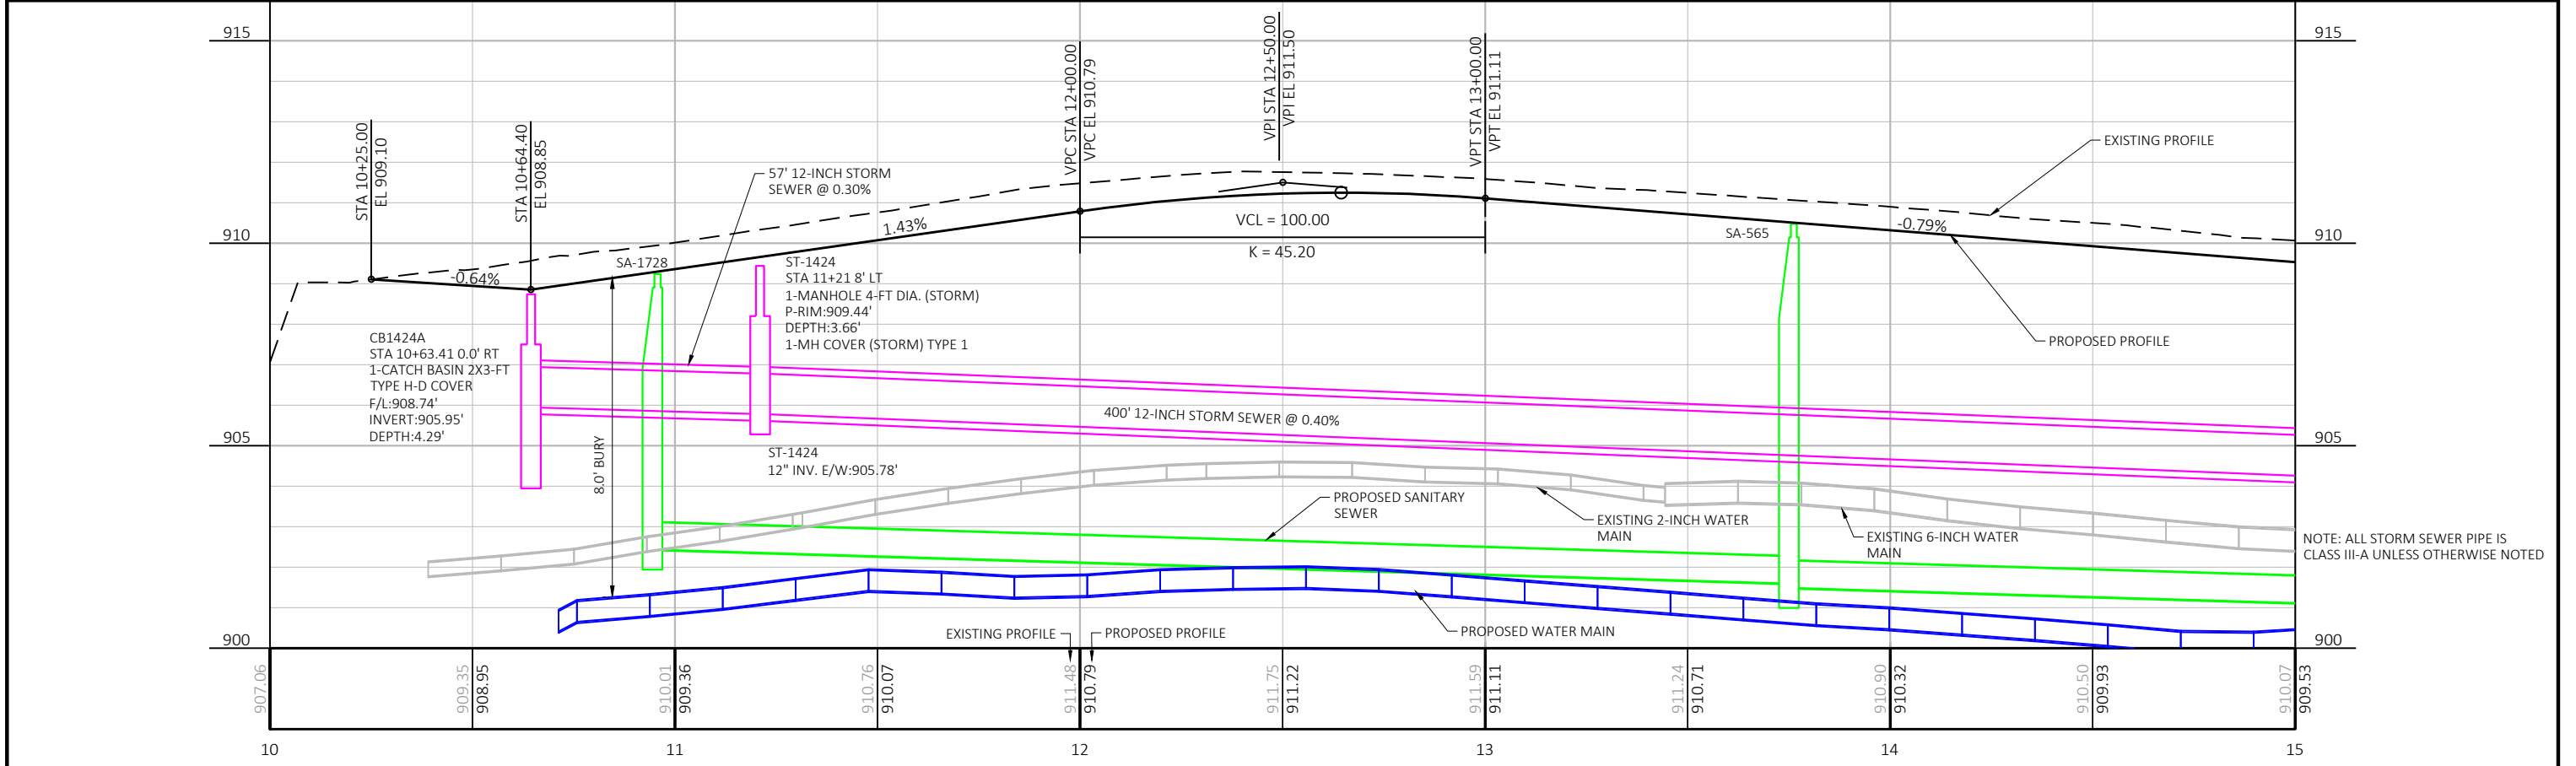 915
915
STA 10+25.00
EL 909.10
STA 10+64.40
EL 908.85
VPC STA 12+00.00
VPC EL 910.79
VPI STA 12+50.00
VPI EL 911.50
VPT STA 13+00.00
VPT EL 911.11
EXISTING PROFILE
57' 12-INCH STORM
SEWER @ 0.30%
1.43%
VCL = 100.00
K = 45.20
SA-565
-0.79%
910
910
-0.64%
SA-1728
ST-1424
STA 11+21 8' LT
1-MANHOLE 4-FT DIA. (STORM)
P-RIM:909.44'
DEPTH:3.66'
1-MH COVER (STORM) TYPE 1
PROPOSED PROFILE
CB1424A
STA 10+63.41 0.0' RT
1-CATCH BASIN 2X3-FT
TYPE H-D COVER
F/L:908.74'
INVERT:905.95'
DEPTH:4.29'
400' 12-INCH STORM SEWER @ 0.40%
905
905
8.0' BURY
ST-1424
12" INV. E/W:905.78'
PROPOSED SANITARY
SEWER
EXISTING 2-INCH WATER
MAIN
EXISTING 6-INCH WATER
MAIN
NOTE: ALL STORM SEWER PIPE IS
CLASS III-A UNLESS OTHERWISE NOTED
EXISTING PROFILE
PROPOSED PROFILE
PROPOSED WATER MAIN
900
900
907.06
909.35
908.95
910.01
909.36
910.76
910.07
911.48
910.79
911.75
911.22
911.59
911.11
911.24
910.71
910.90
910.32
910.50
909.93
910.07
909.53
10
11
12
13
14
15